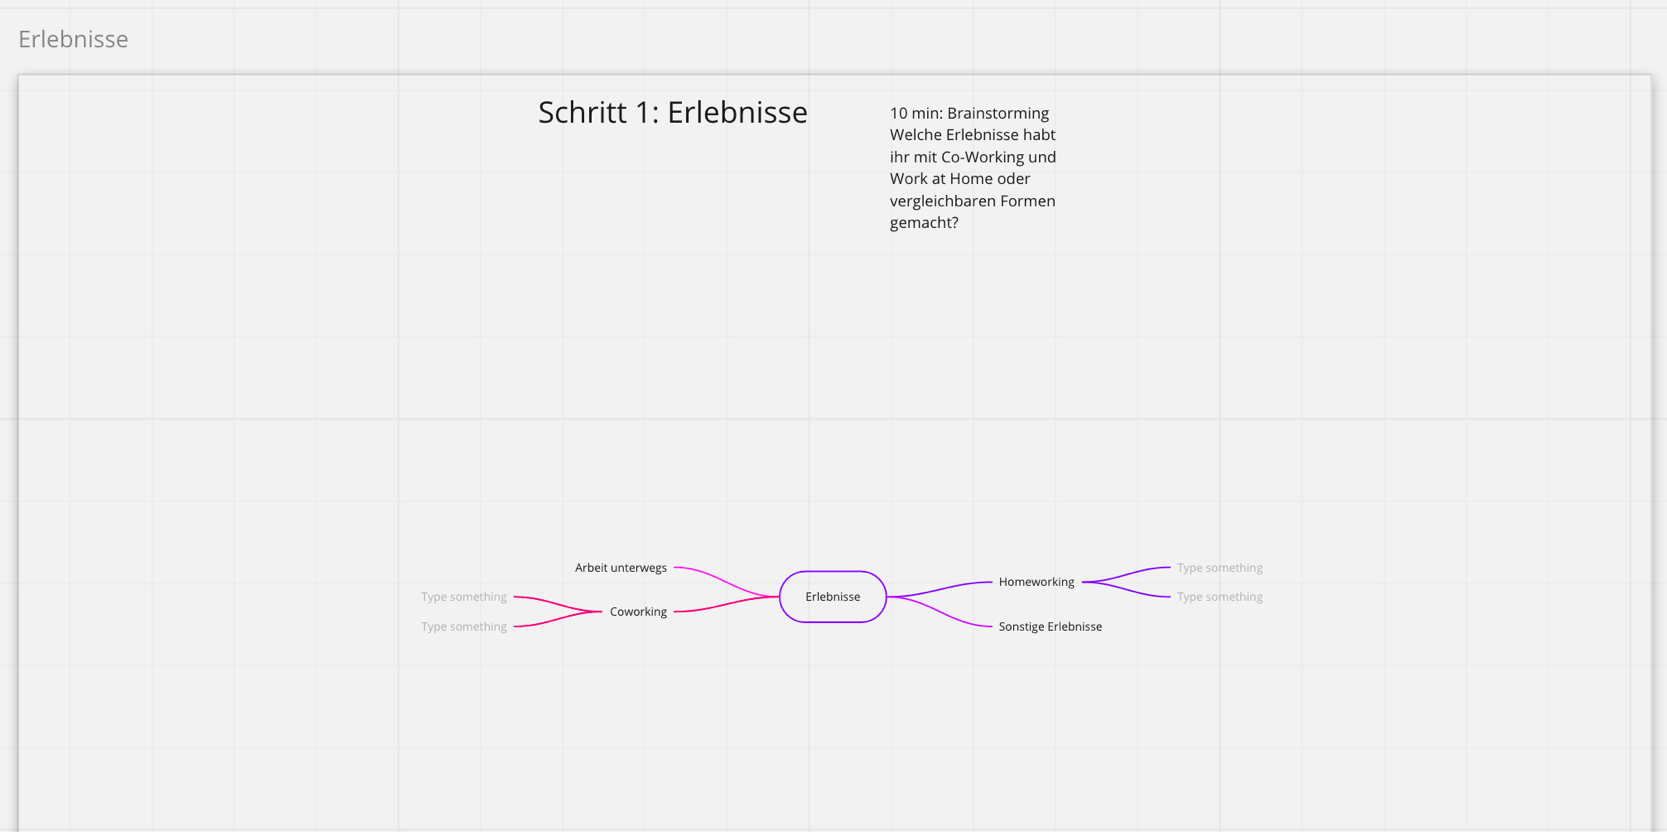 Erlebnisse
Schritt 1: Erlebnisse
10 min: Brainstorming
Welche Erlebnisse habt
ihr mit Co-Working und
Work at Home oder
vergleichbaren Formen
gemacht?
Arbeit unterwegs
Type something
Coworking
Type something
Erlebnisse
Homeworking
Type something
Type something
Sonstige Erlebnisse